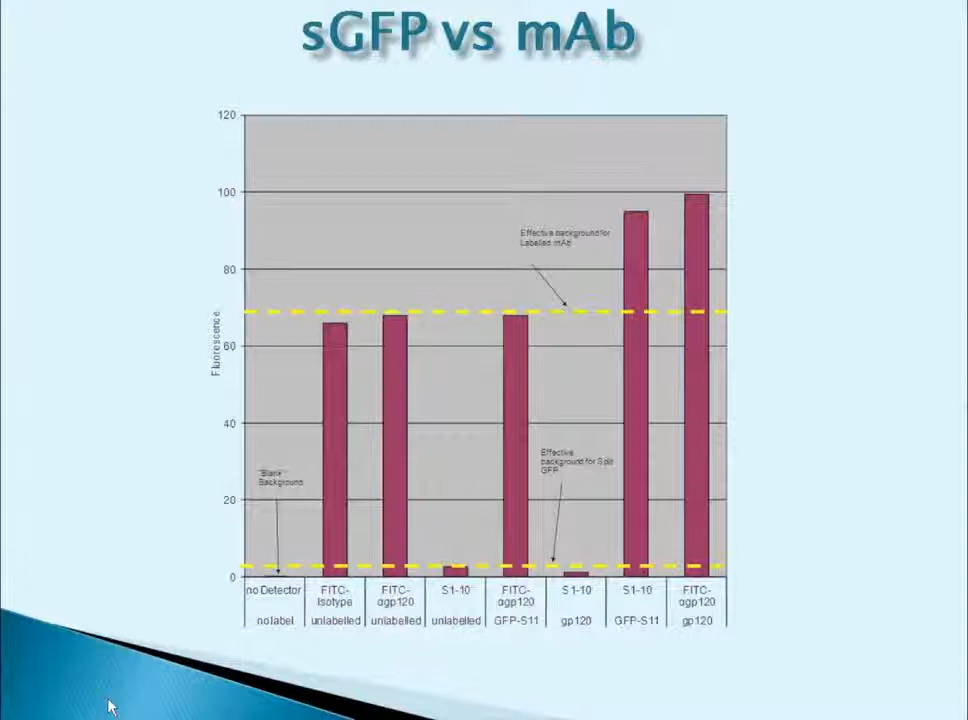 sGFP vs mAb
120
100
80
60
40
20
0
Fluorescence
Effective background for
Labelled mAb
Effective
background for Split
GFP
"Blank"
Background
no Detector
FITC-
Isotype
FITC-
αgp120
S1-10
FITC-
αgp120
S1-10
S1-10
FITC-
αgp120
nolabel
unlabelled
unlabelled
unlabelled
GFP-S11
gp120
GFP-S11
gp120